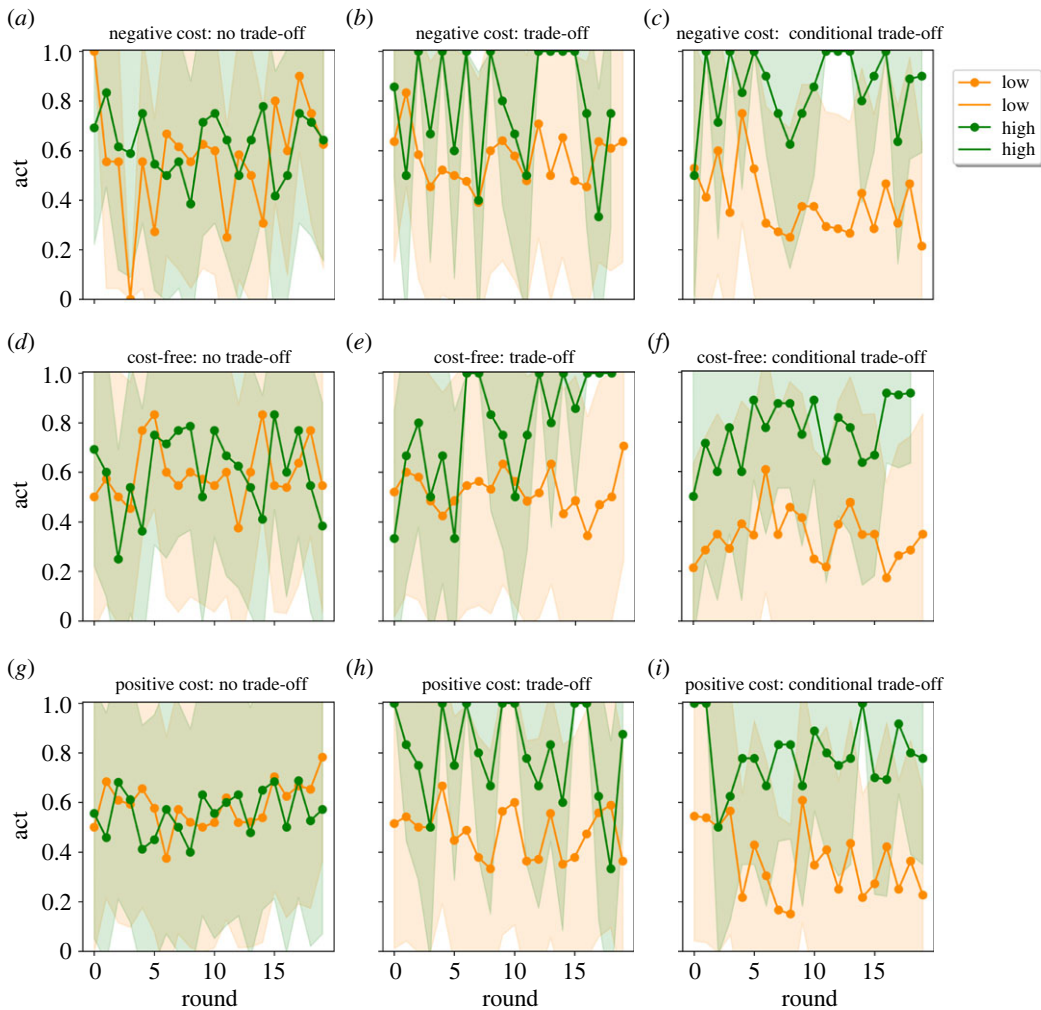 (a) (b) (c)
negative cost: no trade-off negative cost: trade-off negative cost: conditional trade-off
1.0
0.8
0.6
act
0.4
0.2
0
low
low
high
high
(d) (e) (f)
cost-free: no trade-off cost-free: trade-off cost-free: conditional trade-off
1.0
0.8
0.6
act
0.4
0.2
0
(g) (h) (i)
positive cost: no trade-off positive cost: trade-off positive cost: conditional trade-off
1.0
0.8
0.6
act
0.4
0.2
0
0 5 10 15 0 5 10 15 0 5 10 15
round round round